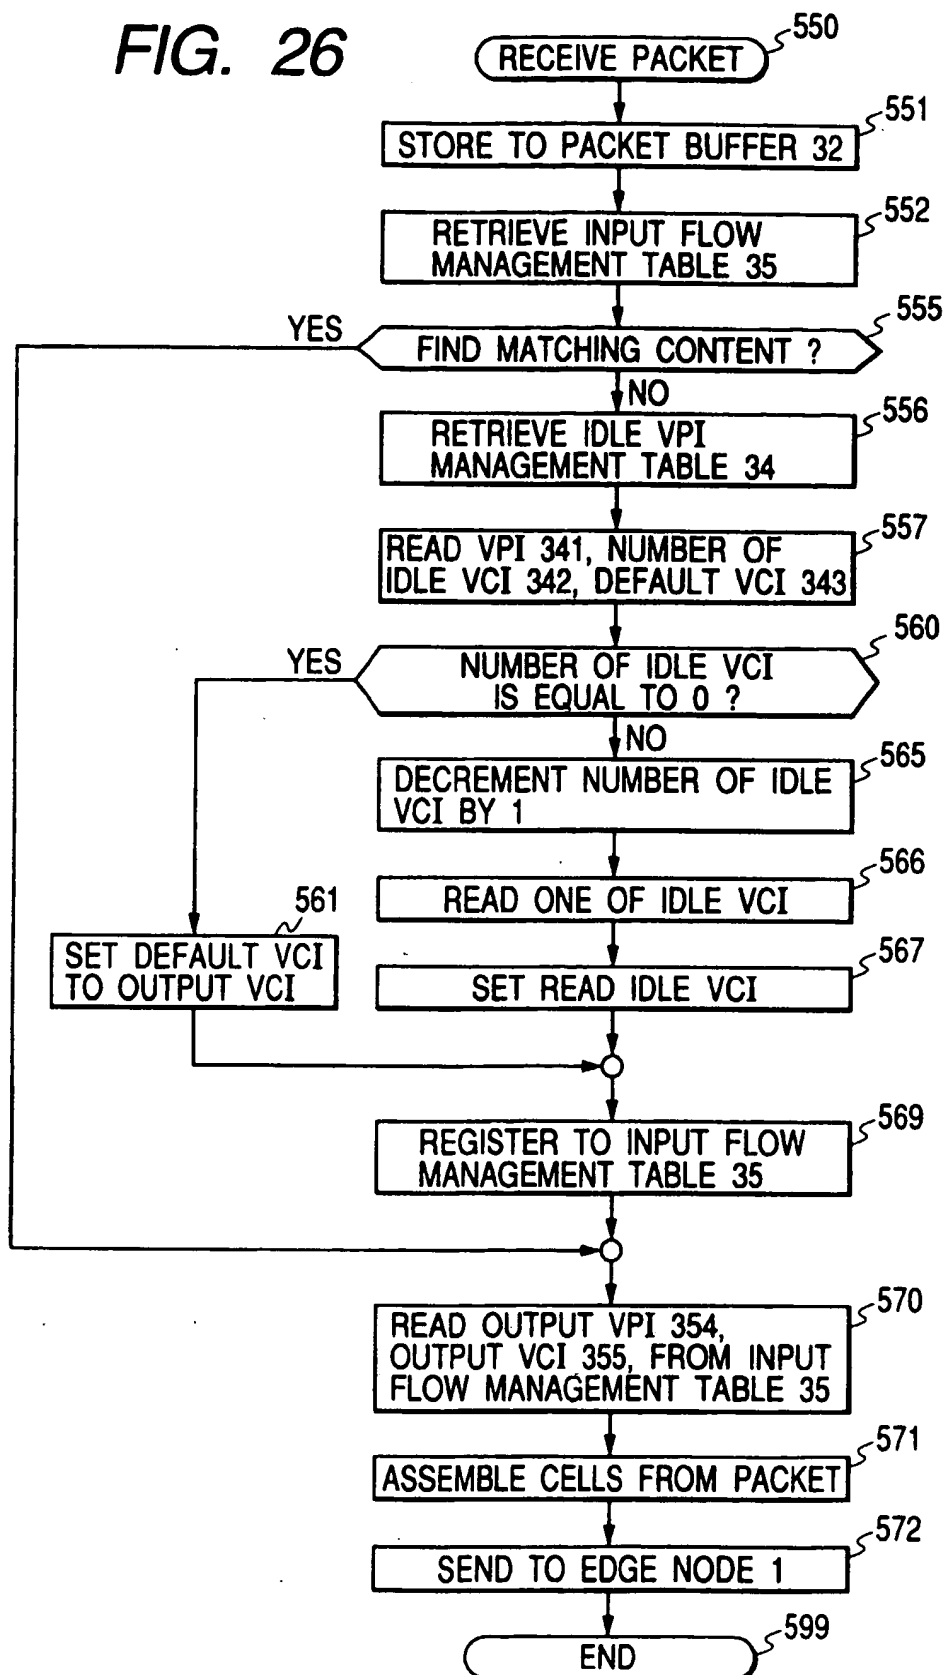 FIG. 26
RECEIVE PACKET
550
STORE TO PACKET BUFFER 32
551
RETRIEVE INPUT FLOW
MANAGEMENT TABLE 35
552
YES
FIND MATCHING CONTENT ?
555
NO
RETRIEVE IDLE VPI
MANAGEMENT TABLE 34
556
READ VPI 341, NUMBER OF
IDLE VCI 342, DEFAULT VCI 343
557
YES
NUMBER OF IDLE VCI
IS EQUAL TO 0 ?
560
NO
DECREMENT NUMBER OF IDLE
VCI BY 1
565
READ ONE OF IDLE VCI
566
561
SET DEFAULT VCI
TO OUTPUT VCI
SET READ IDLE VCI
567
REGISTER TO INPUT FLOW
MANAGEMENT TABLE 35
569
READ OUTPUT VPI 354,
OUTPUT VCI 355, FROM INPUT
FLOW MANAGEMENT TABLE 35
570
ASSEMBLE CELLS FROM PACKET
571
SEND TO EDGE NODE 1
572
END
599